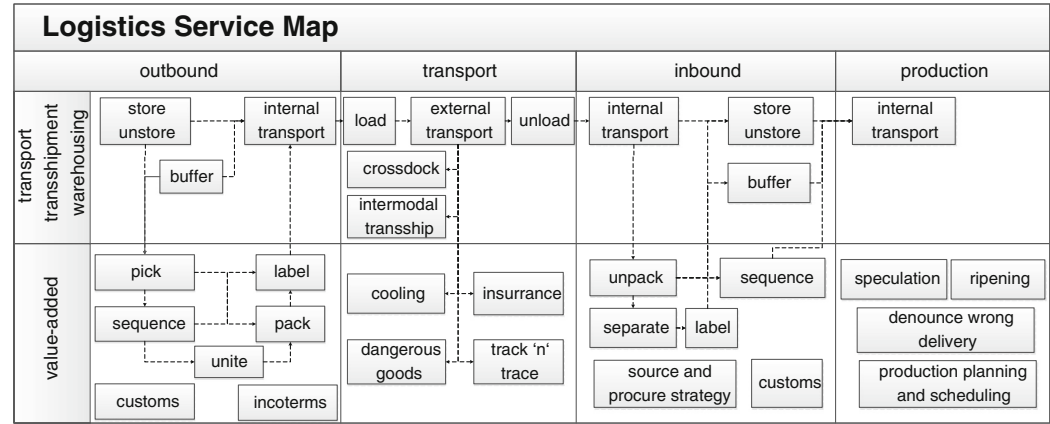 Logistics Service Map
outbound
transport
inbound
production
transport
transshipment
warehousing
store
unstore
internal
transport
buffer
load
external
transport
unload
crossdock
intermodal
transship
internal
transport
store
unstore
buffer
internal
transport
value-added
pick
label
sequence
pack
unite
customs
incoterms
cooling
insurrance
dangerous
goods
track ‘n‘
trace
unpack
sequence
separate
label
source and
procure strategy
customs
speculation
ripening
denounce wrong
delivery
production planning
and scheduling